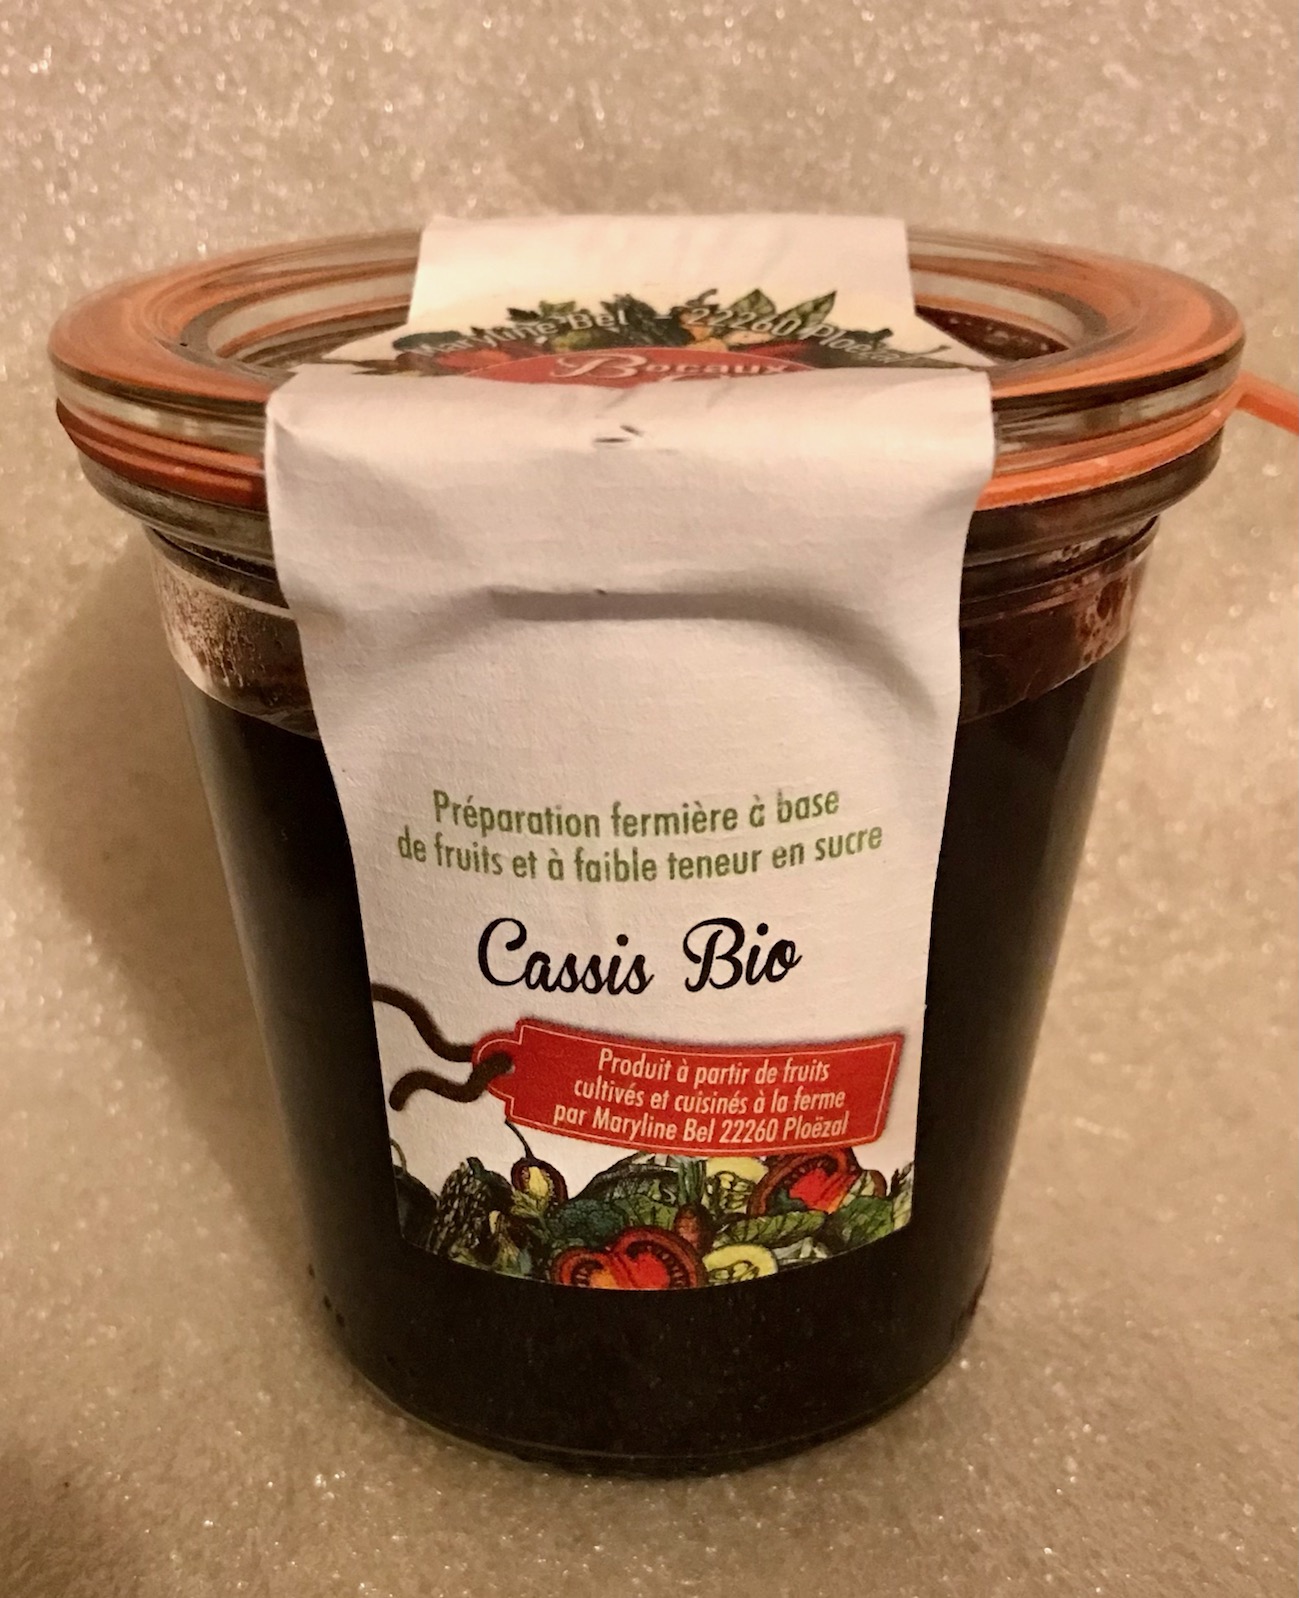 Maryline Bel - 22260 Ploëzal
Bocaux
Préparation fermière à base
de fruits et à faible teneur en sucre
Cassis Bio
Produit à partir de fruits
cultivés et cuisinés à la ferme
par Maryline Bel 22260 Ploëzal